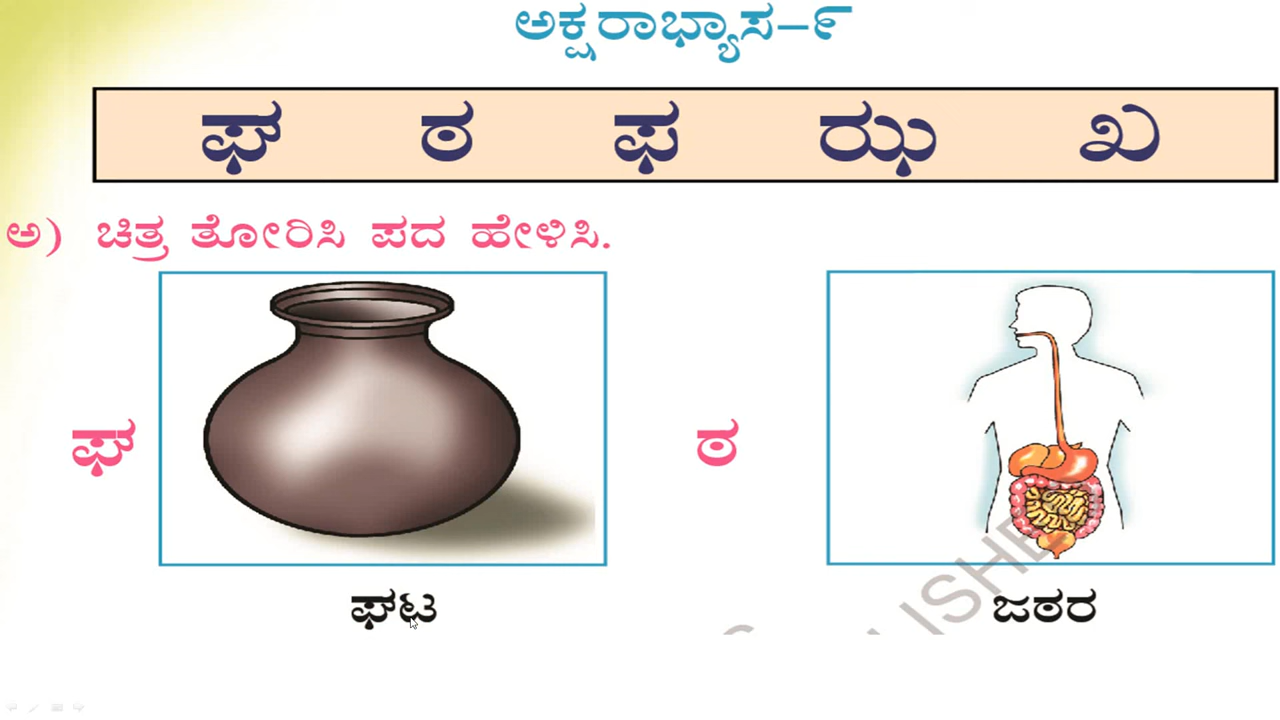 ಅಕ್ಷರಾಭ್ಯಾಸ-೯
ಘ ಠ ಫ ಝ ಖ
ಅ) ಚಿತ್ರ ತೋರಿಸಿ ಪದ ಹೇಳಿಸಿ.
ಘ ಠ
ಘಟ ಜಠರ